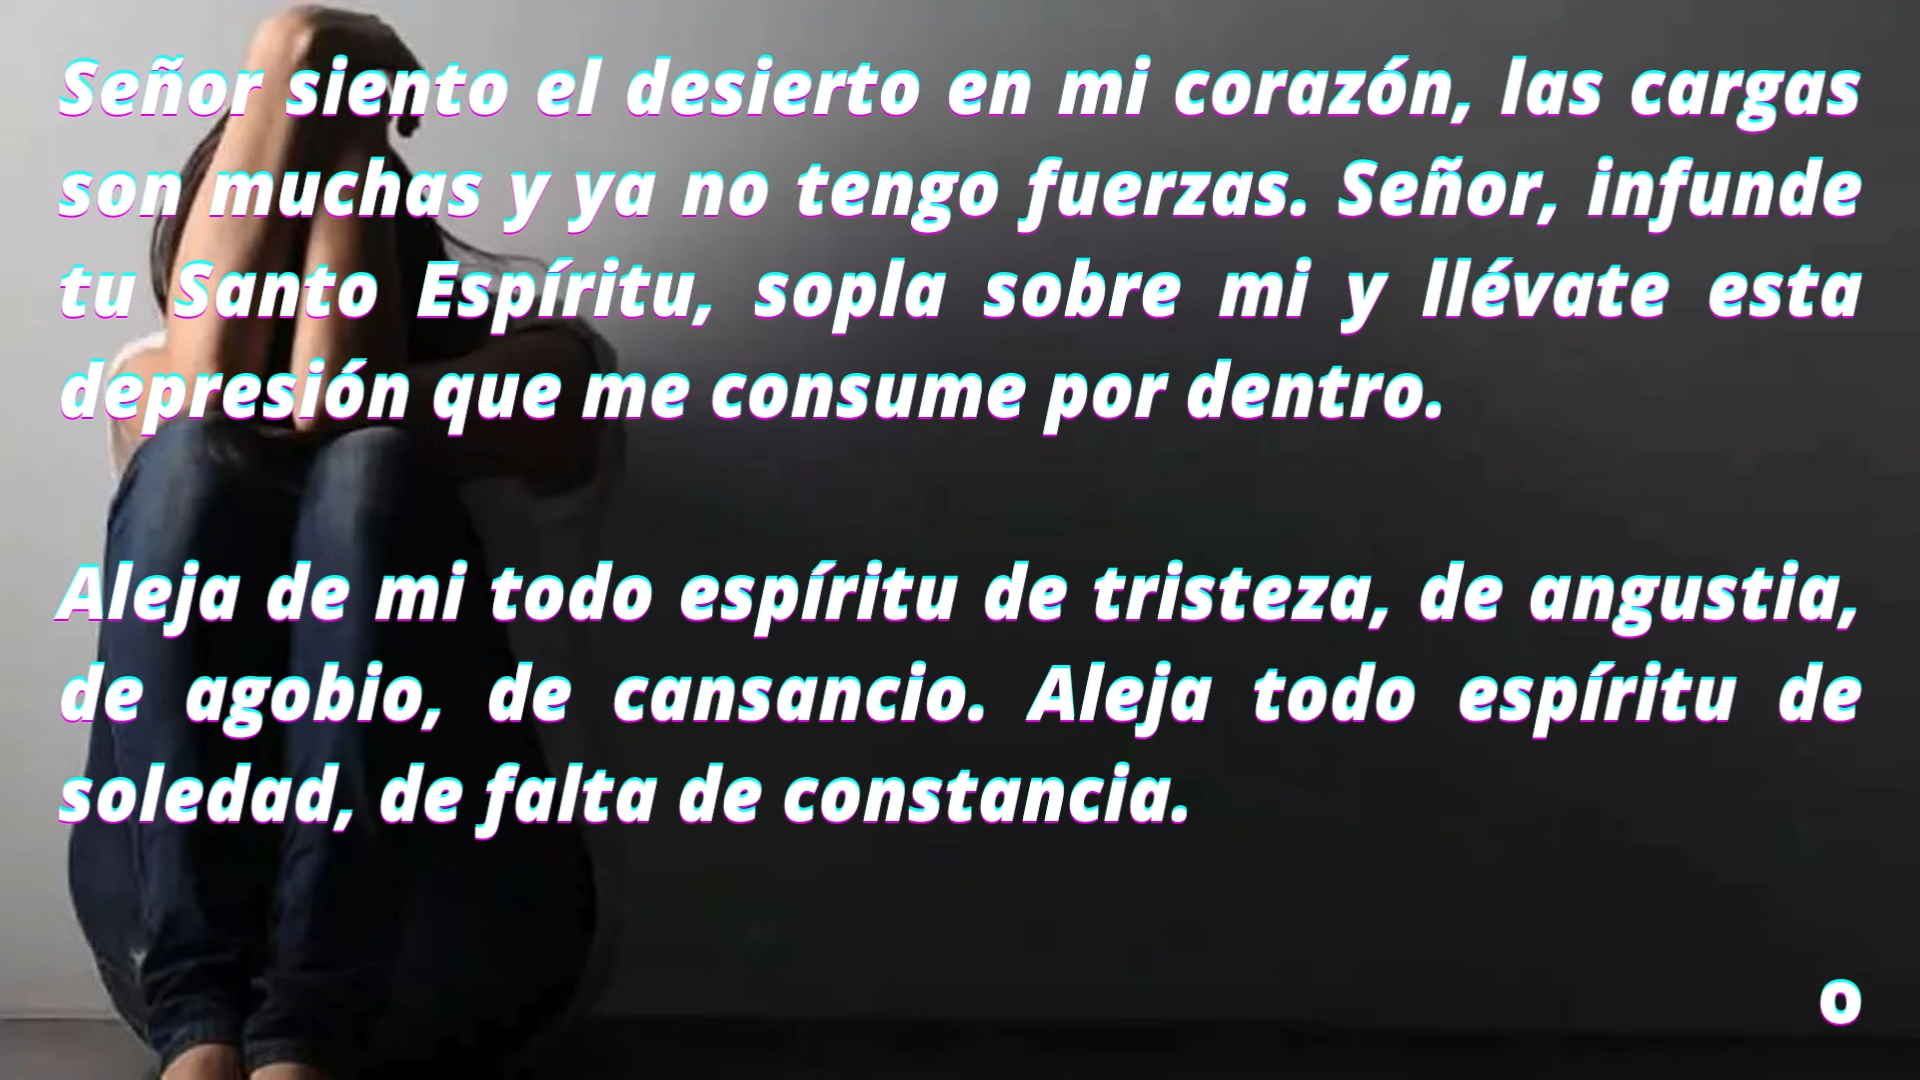 Señor siento el desierto en mi corazón, las cargas
son muchas y ya no tengo fuerzas. Señor, infunde
tu Santo Espíritu, sopla sobre mi y llévate esta
depresión que me consume por dentro.
Aleja de mi todo espíritu de tristeza, de angustia,
de agobio, de cansancio. Aleja todo espíritu de
soledad, de falta de constancia.
o